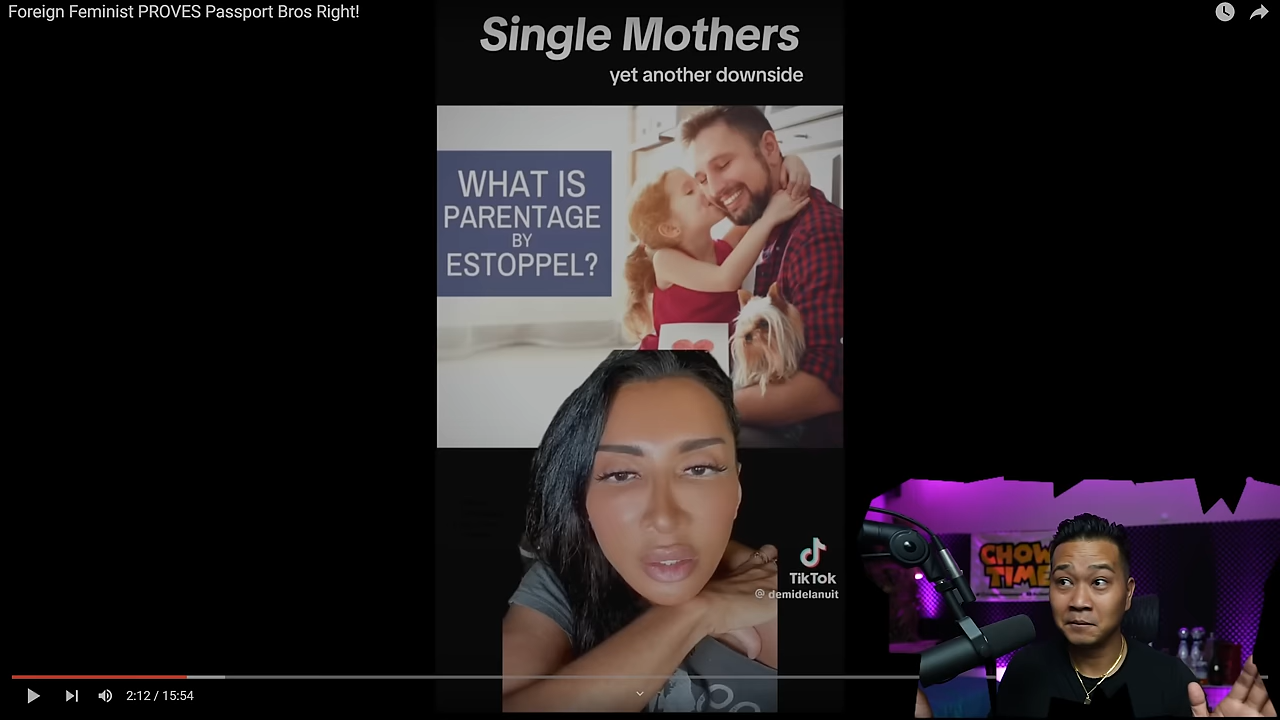 Foreign Feminist PROVES Passport Bros Right!
Single Mothers
yet another downside
WHAT IS
PARENTAGE
BY
ESTOPPEL?
TikTok
@ demidelanuit
CHOW
TIME
2:12 / 15:54